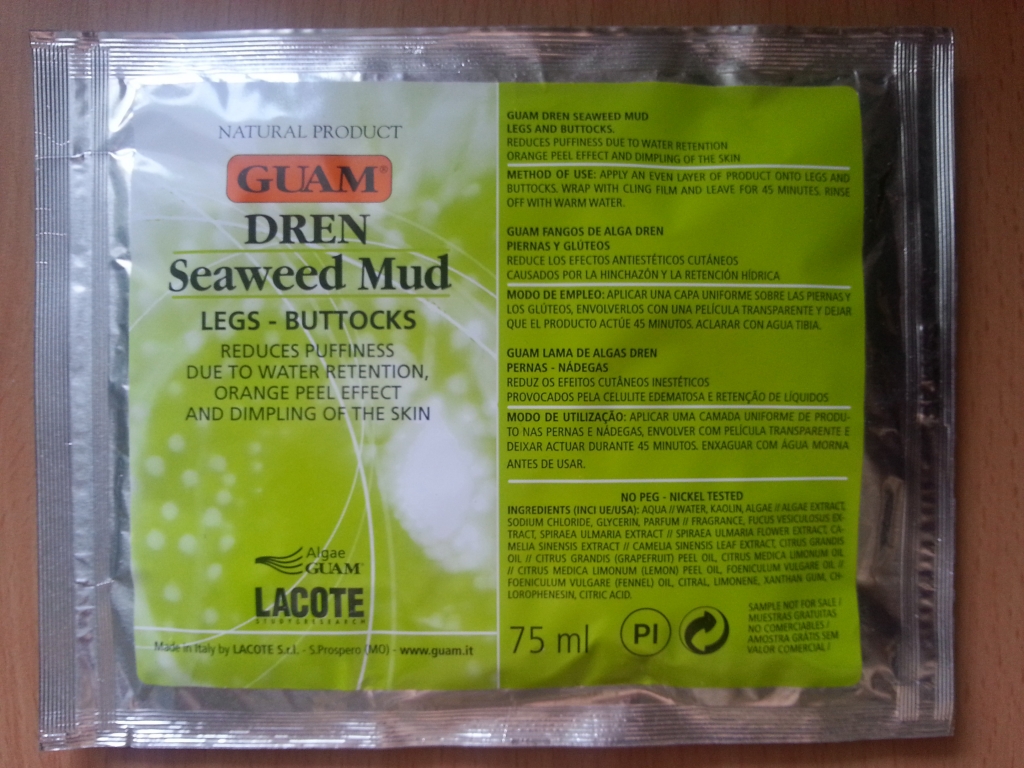 NATURAL PRODUCT
GUAM®
DREN
Seaweed Mud
LEGS - BUTTOCKS
REDUCES PUFFINESS
DUE TO WATER RETENTION,
ORANGE PEEL EFFECT
AND DIMPLING OF THE SKIN
Algae
GUAM
LACOTE
STUDY&RESEARCH
Made in Italy by LACOTE S.r.l. - S.Prospero (MO) - www.guam.it
GUAM DREN SEAWEED MUD
LEGS AND BUTTOCKS.
REDUCES PUFFINESS DUE TO WATER RETENTION
ORANGE PEEL EFFECT AND DIMPLING OF THE SKIN
METHOD OF USE: APPLY AN EVEN LAYER OF PRODUCT ONTO LEGS AND
BUTTOCKS, WRAP WITH CLING FILM AND LEAVE FOR 45 MINUTES. RINSE
OFF WITH WARM WATER.
GUAM FANGOS DE ALGA DREN
PIERNAS Y GLÚTEOS
REDUCE LOS EFECTOS ANTIESTÉTICOS CUTÁNEOS
CAUSADOS POR LA HINCHAZÓN Y LA RETENCIÓN HÍDRICA
MODO DE EMPLEO: APLICAR UNA CAPA UNIFORME SOBRE LAS PIERNAS Y
LOS GLÚTEOS, ENVOLVERLOS CON UNA PELÍCULA TRANSPARENTE Y DEJAR
QUE EL PRODUCTO ACTÚE 45 MINUTOS. ACLARAR CON AGUA TIBIA.
GUAM LAMA DE ALGAS DREN
PERNAS - NÁDEGAS
REDUZ OS EFEITOS CUTÂNEOS INESTÉTICOS
PROVOCADOS PELA CELULITE EDEMATOSA E RETENÇÃO DE LÍQUIDOS
MODO DE UTILIZAÇÃO: APLICAR UMA CAMADA UNIFORME DE PRODU-
TO NAS PERNAS E NÁDEGAS, ENVOLVER COM PELÍCULA TRANSPARENTE E
DEIXAR ACTUAR DURANTE 45 MINUTOS. ENXAGUAR COM ÁGUA MORNA
ANTES DE USAR.
NO PEG - NICKEL TESTED
INGREDIENTS (INCI UE/USA): AQUA // WATER, KAOLIN, ALGAE // ALGAE EXTRACT,
SODIUM CHLORIDE, GLYCERIN, PARFUM // FRAGRANCE, FUCUS VESICULOSUS EX-
TRACT, SPIRAEA ULMARIA EXTRACT // SPIRAEA ULMARIA FLOWER EXTRACT, CA-
MELIA SINENSIS EXTRACT // CAMELIA SINENSIS LEAF EXTRACT, CITRUS GRANDIS
OIL // CITRUS GRANDIS (GRAPEFRUIT) PEEL OIL, CITRUS MEDICA LIMONUM OIL
// CITRUS MEDICA LIMONUM (LEMON) PEEL OIL, FOENICULUM VULGARE OIL //
FOENICULUM VULGARE (FENNEL) OIL, CITRAL, LIMONENE, XANTHAN GUM, CH-
LOROPHENESIN, CITRIC ACID.
75 ml
PI
SAMPLE NOT FOR SALE /
MUESTRAS GRATUITAS
NO COMERCIABLES /
AMOSTRA GRÁTIS SEM
VALOR COMERCIAL /